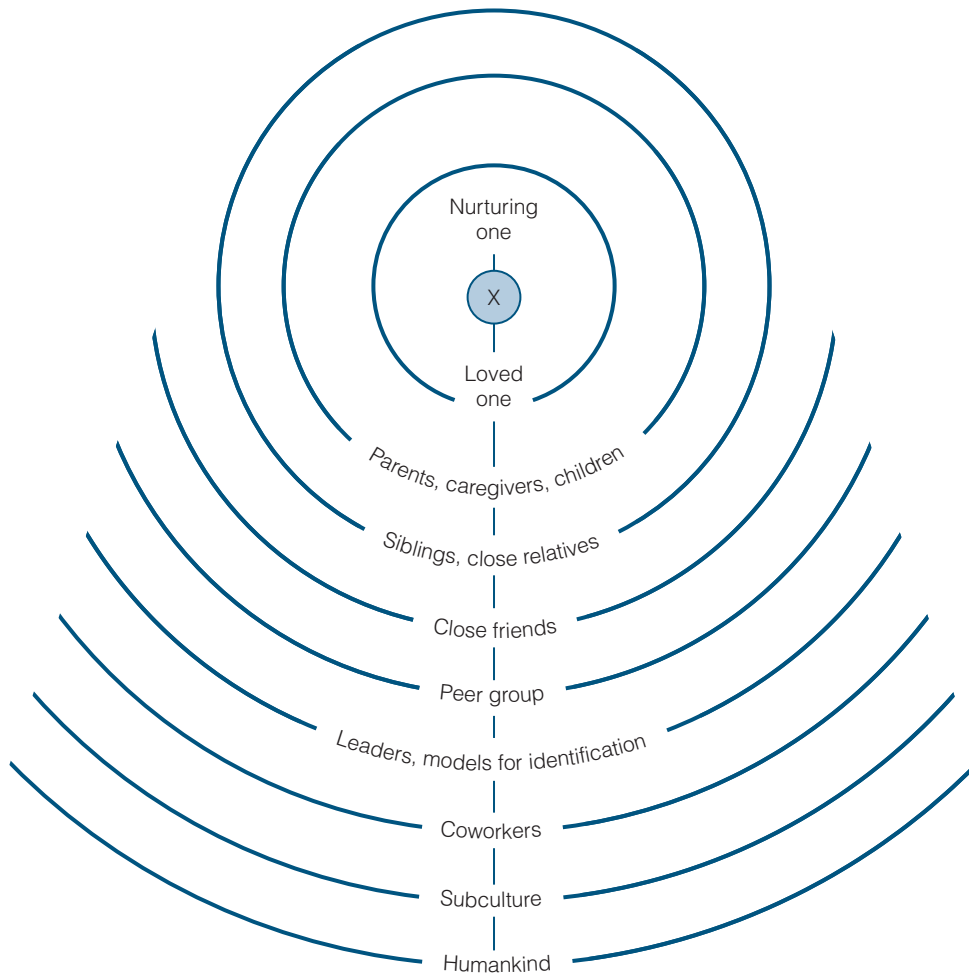 Nurturing
one
X
Loved
one
Parents, caregivers, children
Siblings, close relatives
Close friends
Peer group
Leaders, models for identification
Coworkers
Subculture
Humankind